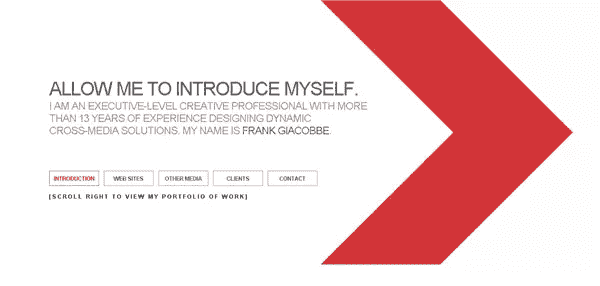 ALLOW ME TO INTRODUCE MYSELF.
I AM AN EXECUTIVE-LEVEL CREATIVE PROFESSIONAL WITH MORE
THAN 13 YEARS OF EXPERIENCE DESIGNING DYNAMIC
CROSS-MEDIA SOLUTIONS. MY NAME IS FRANK GIACOBBE.
INTRODUCTION WEB SITES OTHER MEDIA CLIENTS CONTACT
[SCROLL RIGHT TO VIEW MY PORTFOLIO OF WORK]